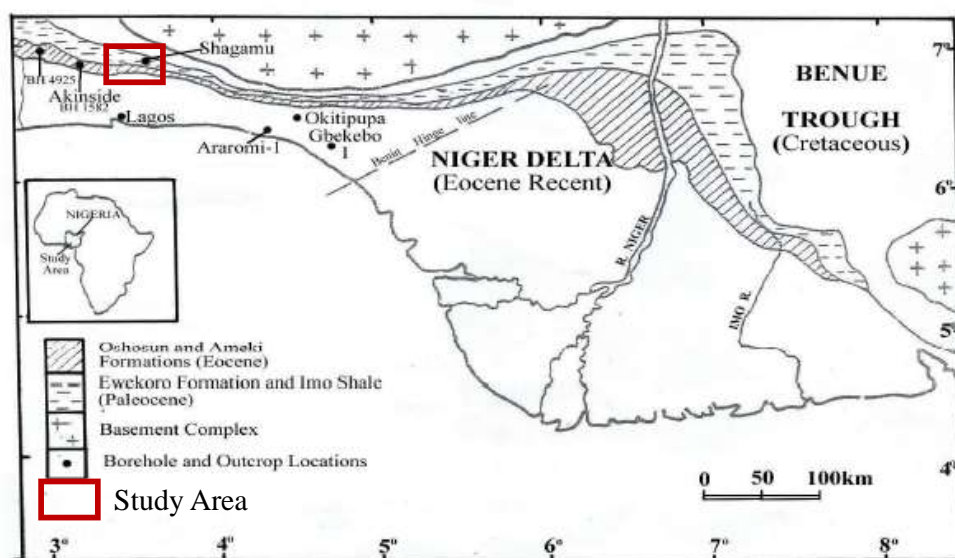 Shagamu
BH 4925
Akinside
BH 1582
Lagos
Araromi-1
Okitipupa
Gbekebo
1
Benin Hinge line
NIGER DELTA
(Eocene Recent)
BENUE
TROUGH
(Cretaceous)
R. NIGER
IMO R.
7°
6°
5°
4°
NIGERIA
Study
Area
Oshosun and Ameki
Formations (Eocene)
Ewekoro Formation and Imo Shale
(Paleocene)
Basement Complex
Borehole and Outcrop Locations
Study Area
0 50 100km
3° 4° 5° 6° 7° 8°